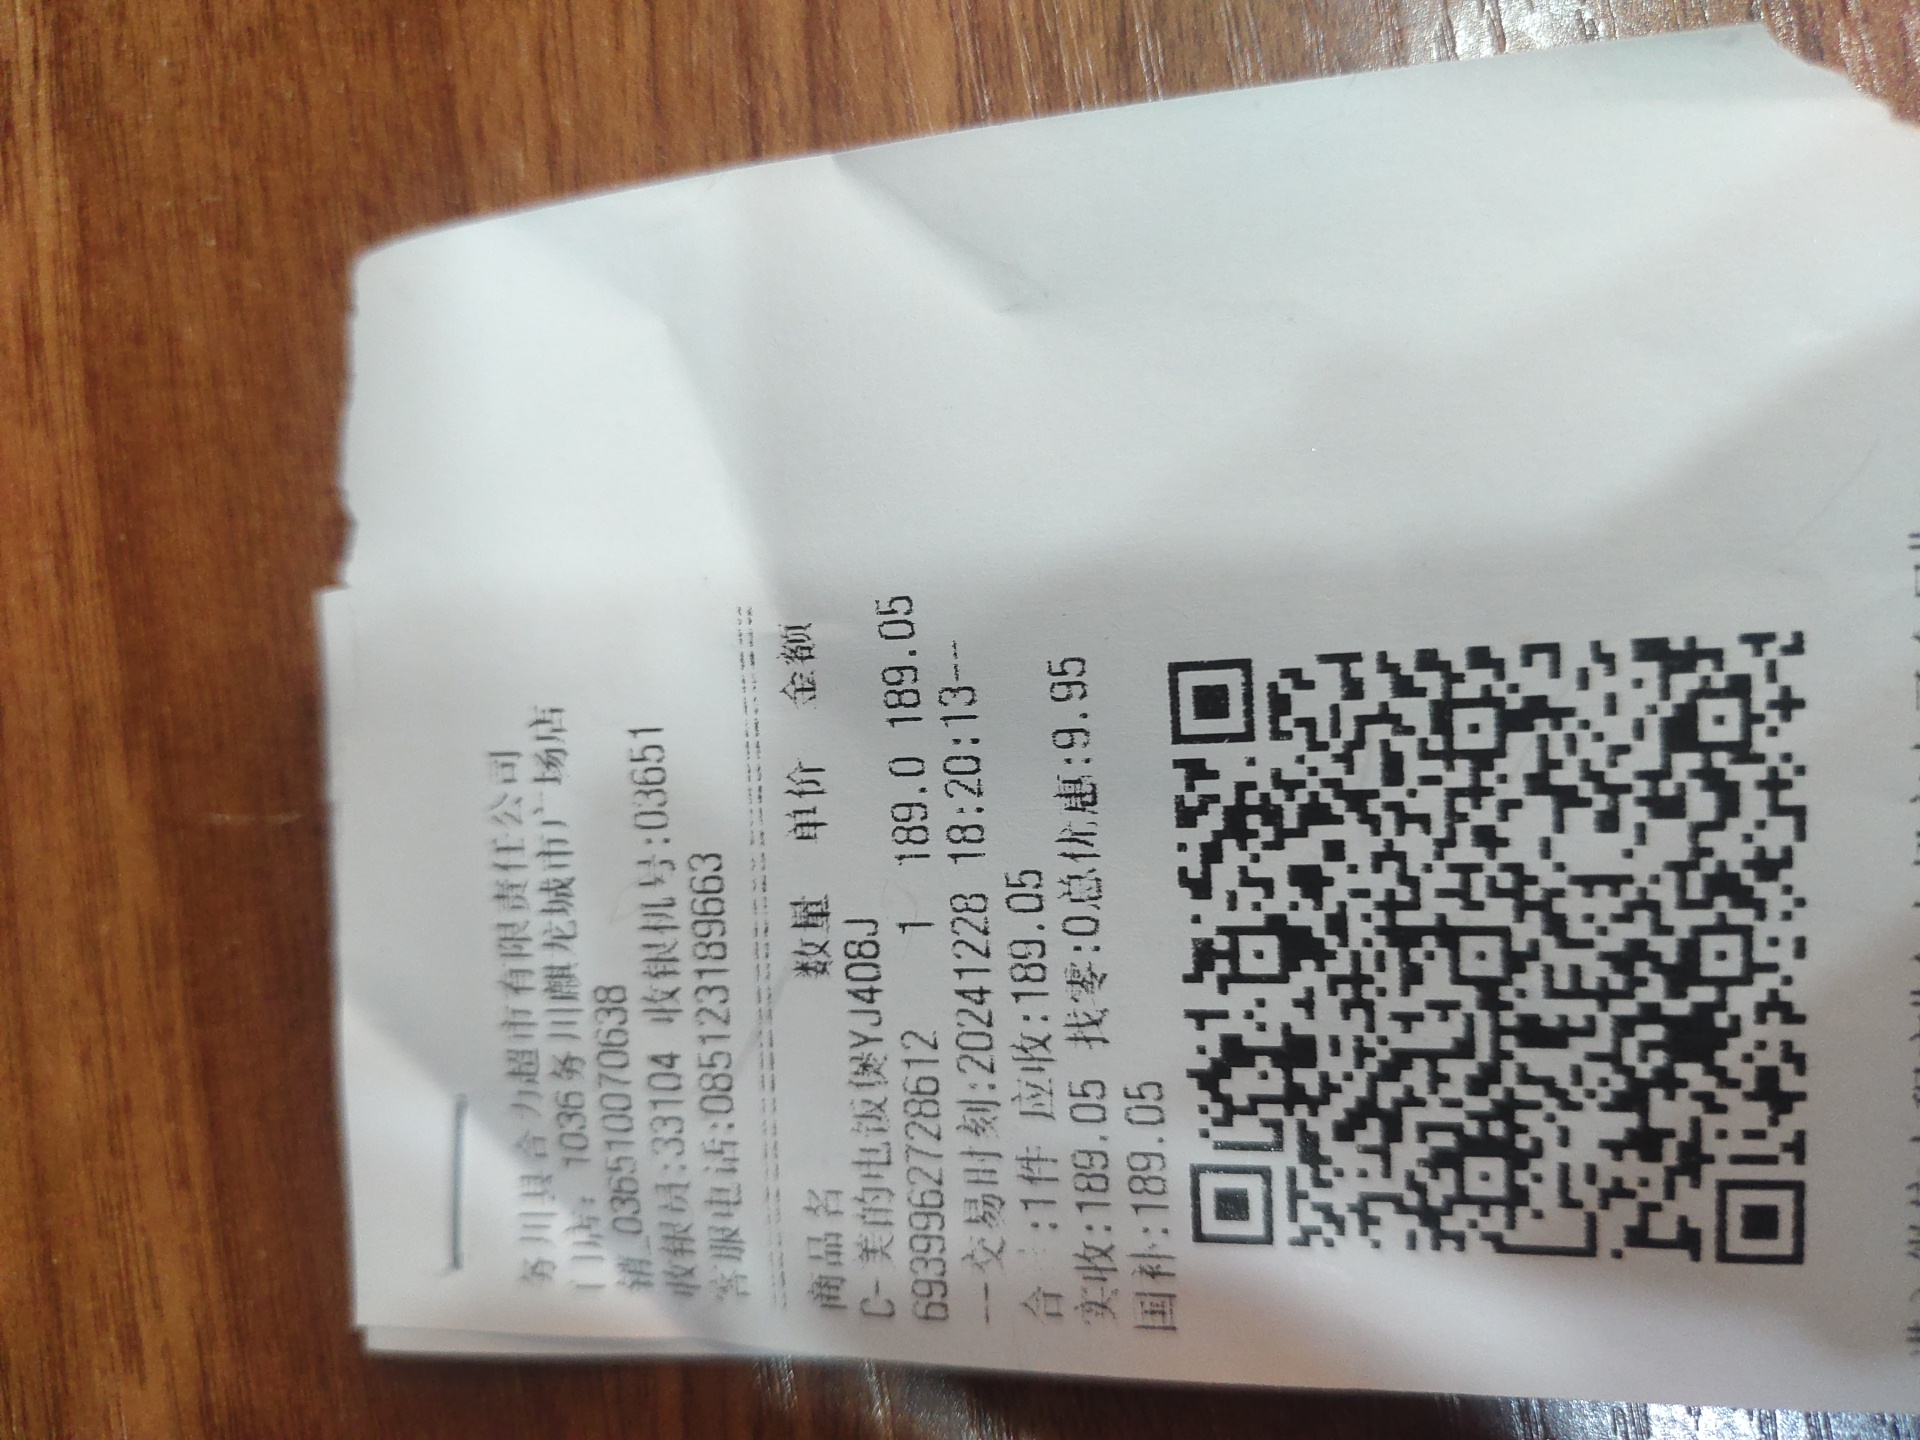 务川县合力超市有限责任公司
门店: 1036务川麒龙城市广场店
销_036510070638
收银员:33104 收银机号:03651
客服电话:085123189663
商品名 数量 单价 金额
C-美的电饭煲YJ408J
6939962728612 1 189.0 189.05
--交易时刻:20241228 18:20:13--
合 :1件 应收:189.05
实收:189.05 找零:0总优惠:9.95
国补:189.05